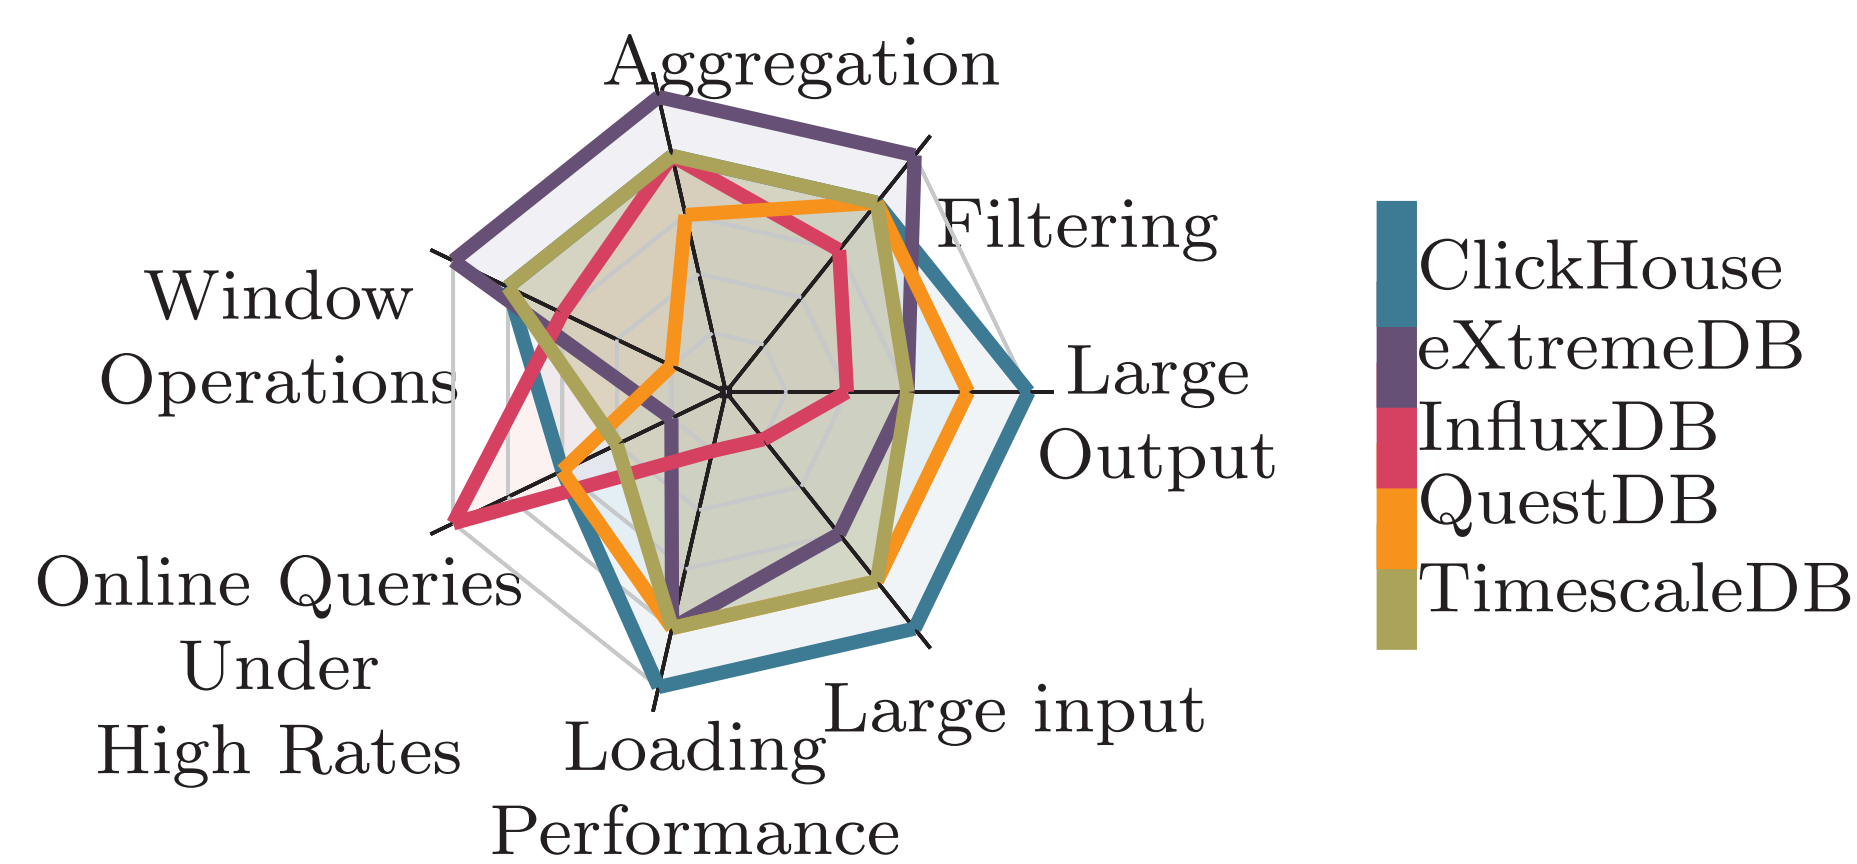 Aggregation
Filtering
Window
Operations
Large
Output
Online Queries
Under
High Rates
Large input
Loading
Performance
ClickHouse
eXtremeDB
InfluxDB
QuestDB
TimescaleDB